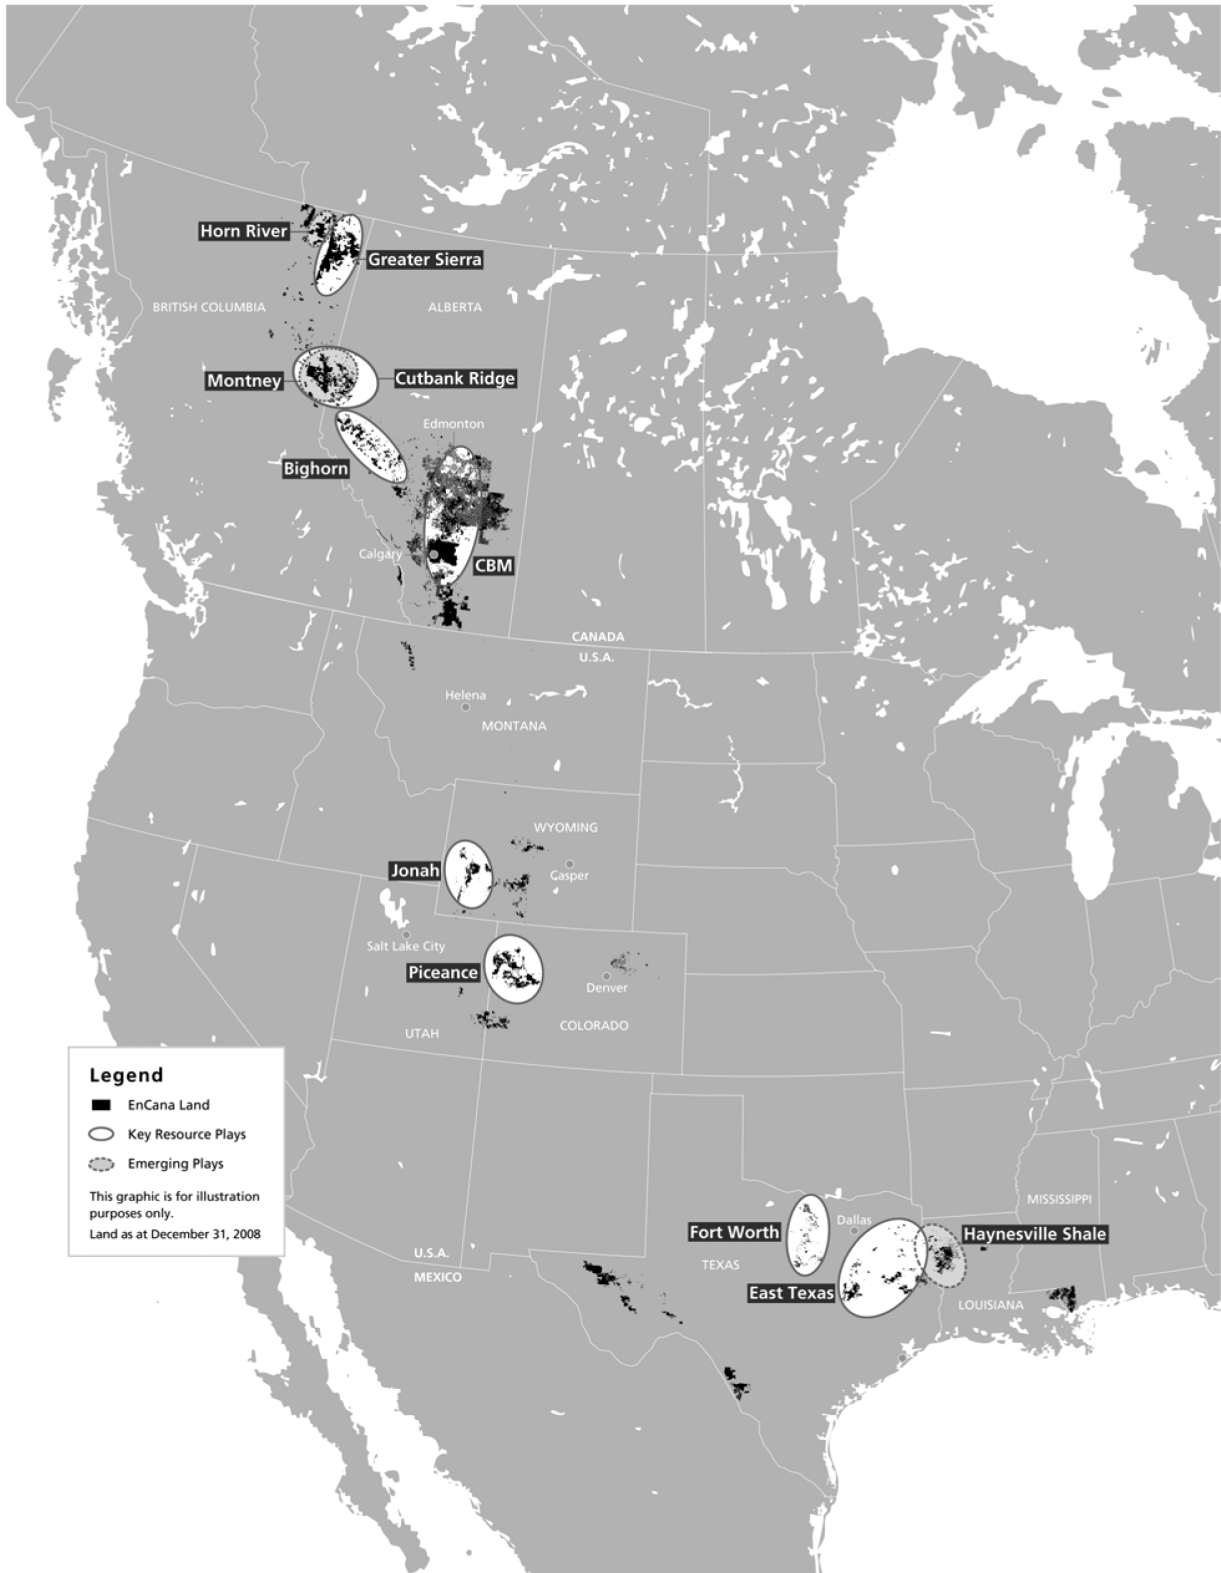 Horn River
Greater Sierra
BRITISH COLUMBIA
ALBERTA
Montney
Cutbank Ridge
Edmonton
Bighorn
Calgary
CBM
CANADA
U.S.A.
Helena
MONTANA
WYOMING
Jonah
Casper
Salt Lake City
Piceance
Denver
UTAH
COLORADO
Legend
EnCana Land
Key Resource Plays
Emerging Plays
This graphic is for illustration
purposes only.
Land as at December 31, 2008
MISSISSIPPI
Fort Worth
Dallas
Haynesville Shale
U.S.A.
MEXICO
TEXAS
East Texas
LOUISIANA